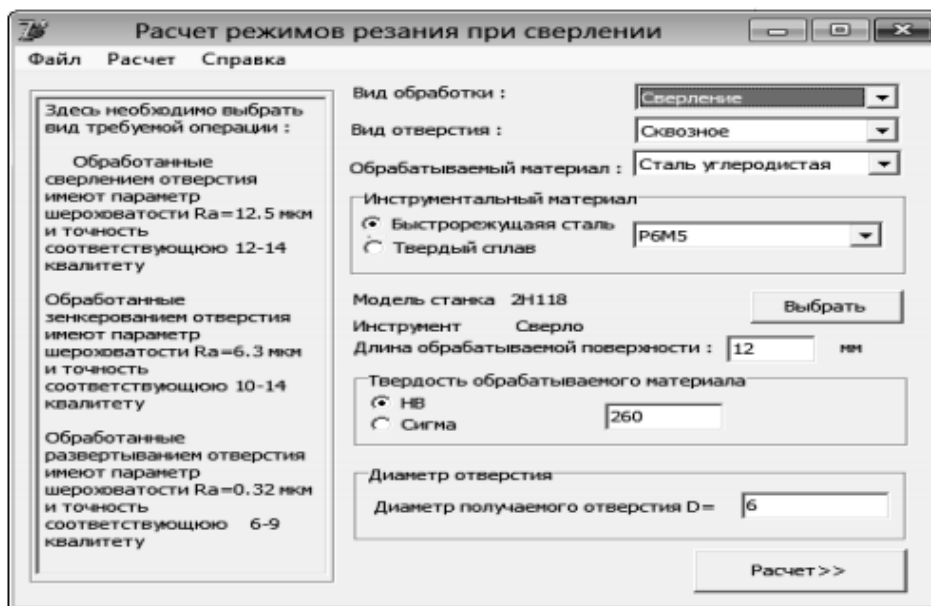 Расчет режимов резания при сверлении
Файл Расчет Справка
Здесь необходимо выбрать
вид требуемой операции :
Обработанные
сверлением отверстия
имеют параметр
шероховатости Ra=12.5 мкм
и точность
соответствующюю 12-14
квалитету
Обработанные
зенкерованием отверстия
имеют параметр
шероховатости Ra=6.3 мкм
и точность
соответствующюю 10-14
квалитету
Обработанные
развертыванием отверстия
имеют параметр
шероховатости Ra=0.32 мкм
и точность
соответствующюю 6-9
квалитету
Вид обработки : Сверление
Вид отверстия : Сквозное
Обрабатываемый материал : Сталь углеродистая
Инструментальный материал
Быстрорежущаяя сталь Р6М5
Твердый сплав
Модель станка 2Н118 Выбрать
Инструмент Сверло
Длина обрабатываемой поверхности : 12 мм
Твердость обрабатываемого материала
НВ 260
Сигма
Диаметр отверстия
Диаметр получаемого отверстия D= 6
Расчет>>